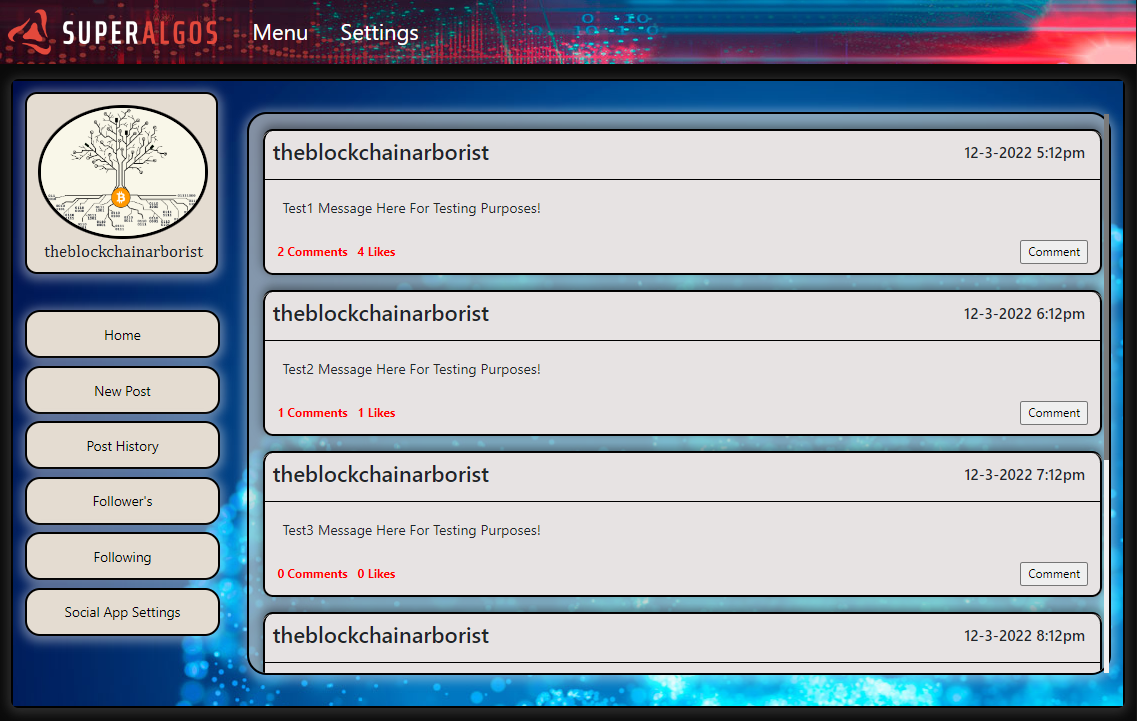 SUPERALGOS
Menu
Settings
theblockchainarborist
Home
New Post
Post History
Follower's
Following
Social App Settings
theblockchainarborist 12-3-2022 5:12pm
Test1 Message Here For Testing Purposes!
2 Comments 4 Likes Comment
theblockchainarborist 12-3-2022 6:12pm
Test2 Message Here For Testing Purposes!
1 Comments 1 Likes Comment
theblockchainarborist 12-3-2022 7:12pm
Test3 Message Here For Testing Purposes!
0 Comments 0 Likes Comment
theblockchainarborist 12-3-2022 8:12pm